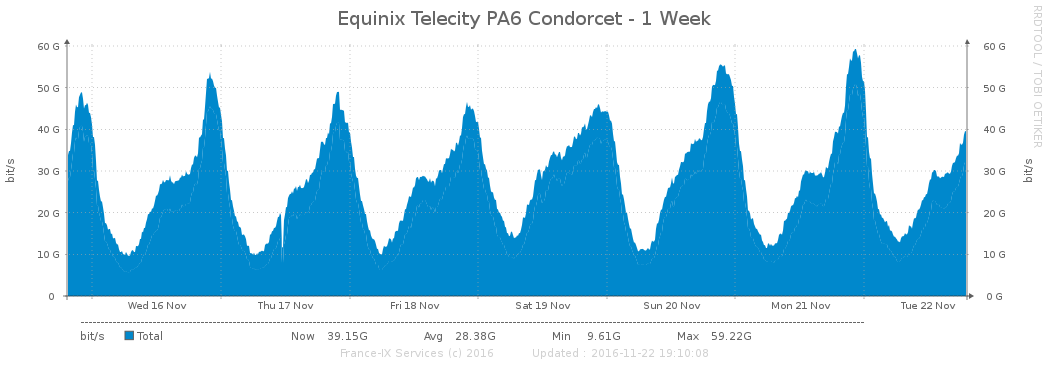 Equinix Telecity PA6 Condorcet - 1 Week
RRDTOOL / TOBI OETIKER
60 G 60 G
50 G 50 G
40 G 40 G
30 G 30 G
20 G 20 G
10 G 10 G
0 0 G
bit/s
bit/s
Wed 16 Nov Thu 17 Nov Fri 18 Nov Sat 19 Nov Sun 20 Nov Mon 21 Nov Tue 22 Nov
bit/s Total Now 39.15G Avg 28.38G Min 9.61G Max 59.22G
France-IX Services (c) 2016 Updated : 2016-11-22 19:10:08